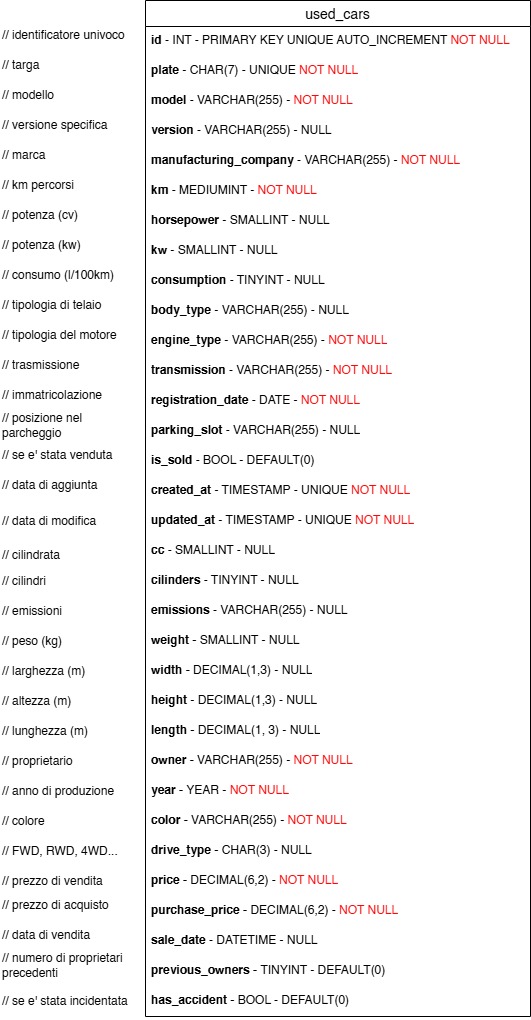 used_cars
// identificatore univoco
id - INT - PRIMARY KEY UNIQUE AUTO_INCREMENT NOT NULL
// targa
plate - CHAR(7) - UNIQUE NOT NULL
// modello
model - VARCHAR(255) - NOT NULL
// versione specifica
version - VARCHAR(255) - NULL
// marca
manufacturing_company - VARCHAR(255) - NOT NULL
// km percorsi
km - MEDIUMINT - NOT NULL
// potenza (cv)
horsepower - SMALLINT - NULL
// potenza (kw)
kw - SMALLINT - NULL
// consumo (l/100km)
consumption - TINYINT - NULL
// tipologia di telaio
body_type - VARCHAR(255) - NULL
// tipologia del motore
engine_type - VARCHAR(255) - NOT NULL
// trasmissione
transmission - VARCHAR(255) - NOT NULL
// immatricolazione
registration_date - DATE - NOT NULL
// posizione nel
parcheggio
parking_slot - VARCHAR(255) - NULL
// se e' stata venduta
is_sold - BOOL - DEFAULT(0)
// data di aggiunta
created_at - TIMESTAMP - UNIQUE NOT NULL
// data di modifica
updated_at - TIMESTAMP - UNIQUE NOT NULL
// cilindrata
cc - SMALLINT - NULL
// cilindri
cilinders - TINYINT - NULL
// emissioni
emissions - VARCHAR(255) - NULL
// peso (kg)
weight - SMALLINT - NULL
// larghezza (m)
width - DECIMAL(1,3) - NULL
// altezza (m)
height - DECIMAL(1,3) - NULL
// lunghezza (m)
length - DECIMAL(1, 3) - NULL
// proprietario
owner - VARCHAR(255) - NOT NULL
// anno di produzione
year - YEAR - NOT NULL
// colore
color - VARCHAR(255) - NOT NULL
// FWD, RWD, 4WD...
drive_type - CHAR(3) - NULL
// prezzo di vendita
price - DECIMAL(6,2) - NOT NULL
// prezzo di acquisto
purchase_price - DECIMAL(6,2) - NOT NULL
// data di vendita
sale_date - DATETIME - NULL
// numero di proprietari
precedenti
previous_owners - TINYINT - DEFAULT(0)
// se e' stata incidentata
has_accident - BOOL - DEFAULT(0)